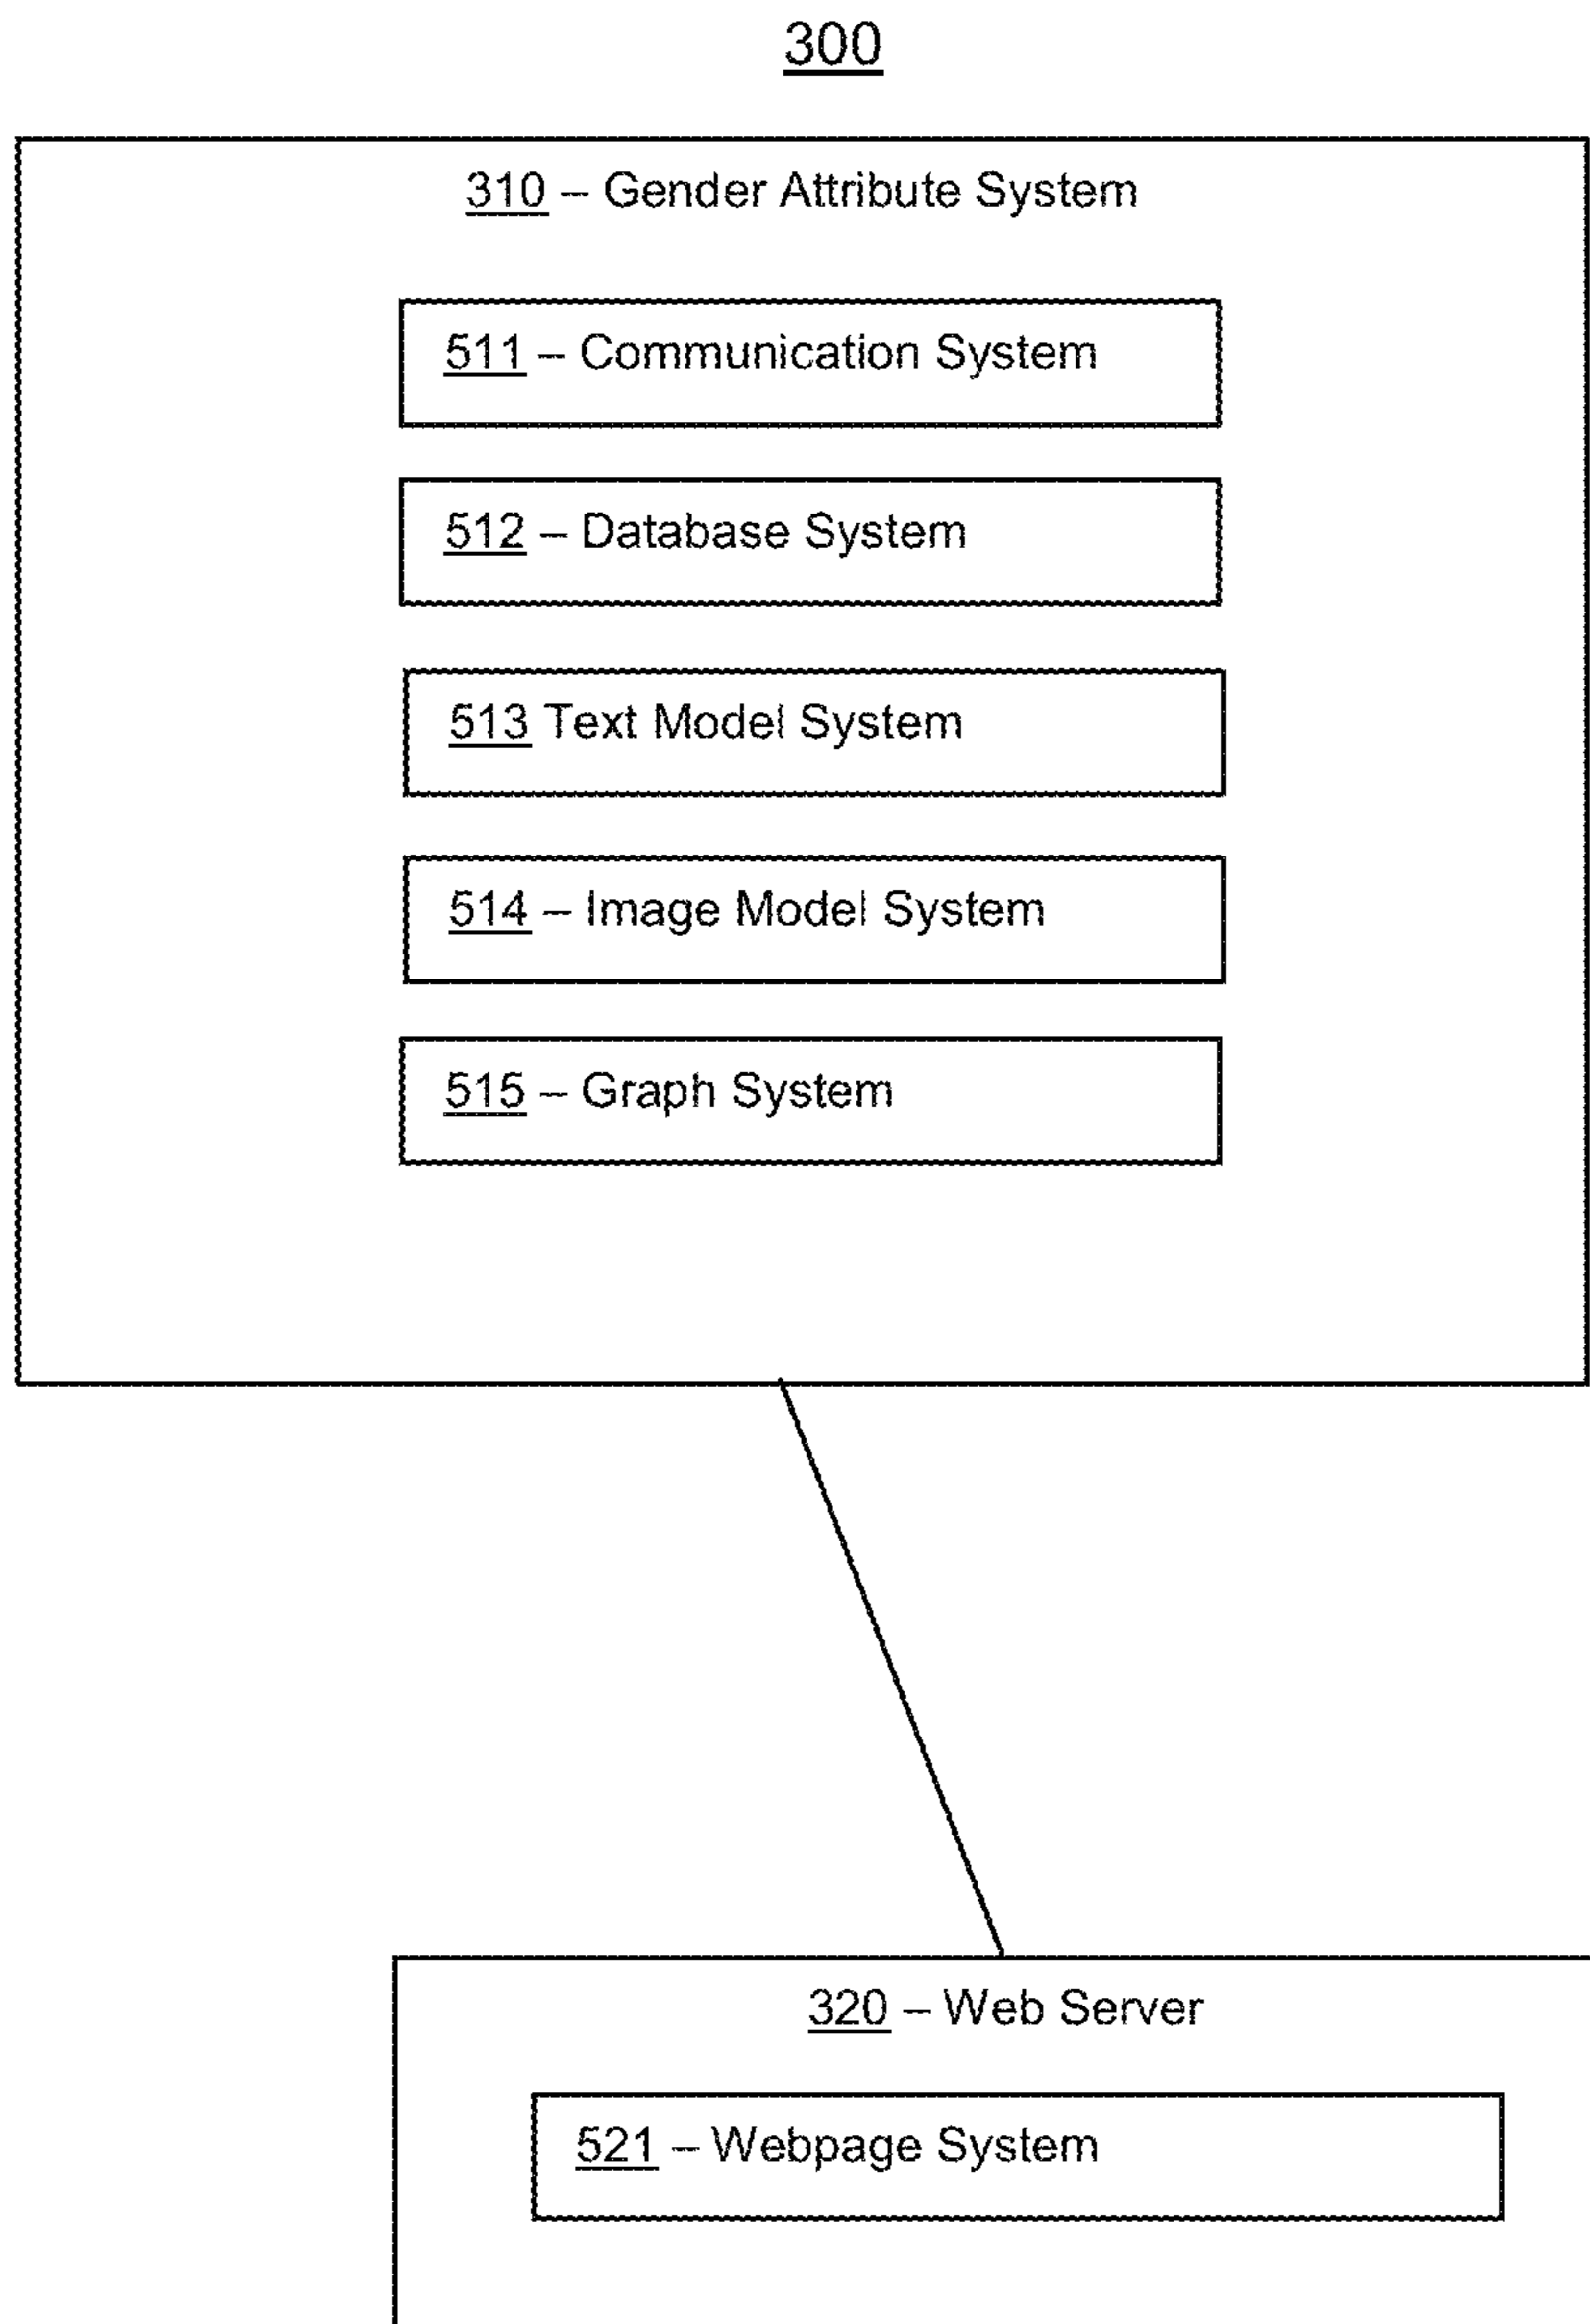 300
310 – Gender Attribute System
511 – Communication System
512 – Database System
513 Text Model System
514 – Image Model System
515 – Graph System
320 – Web Server
521 – Webpage System